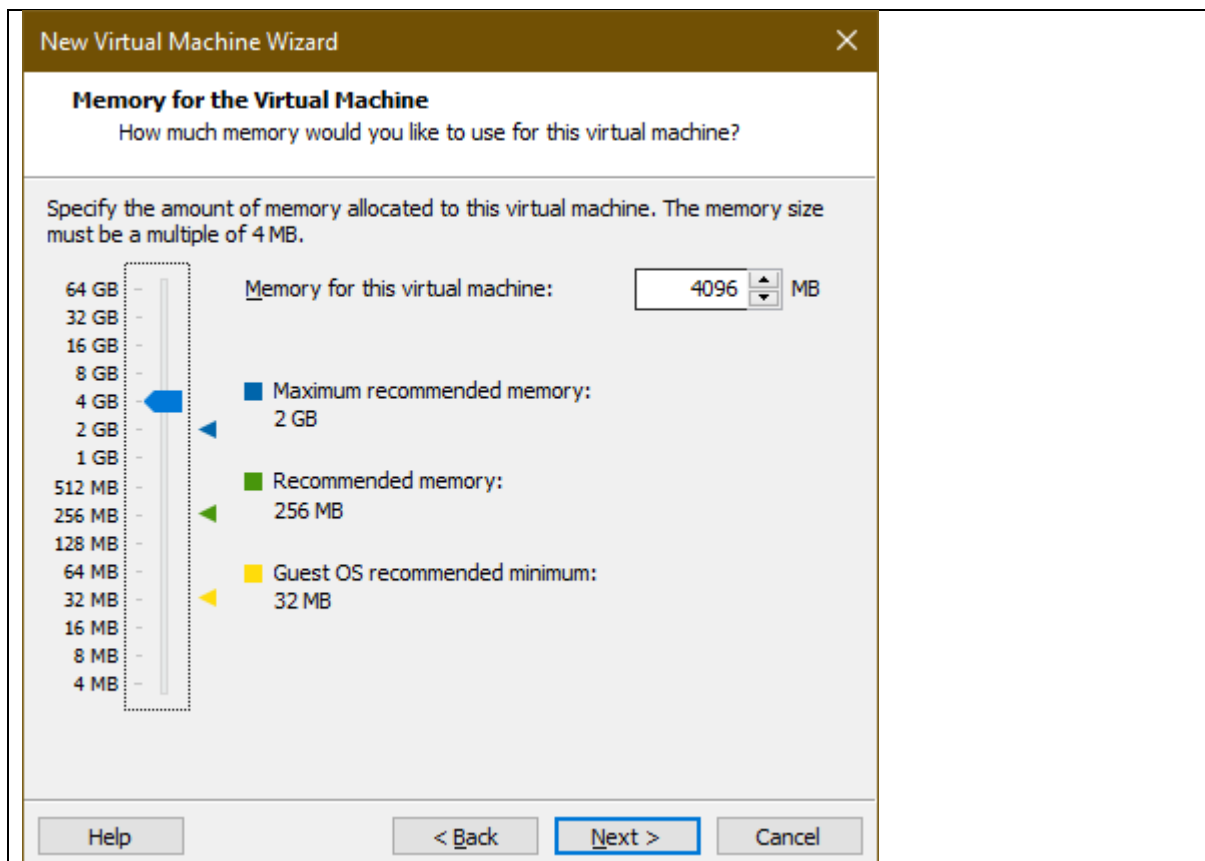 New Virtual Machine Wizard
Memory for the Virtual Machine
How much memory would you like to use for this virtual machine?
Specify the amount of memory allocated to this virtual machine. The memory size
must be a multiple of 4 MB.
64 GB
32 GB
16 GB
8 GB
4 GB
2 GB
1 GB
512 MB
256 MB
128 MB
64 MB
32 MB
16 MB
8 MB
4 MB
Memory for this virtual machine: 4096 MB
Maximum recommended memory:
2 GB
Recommended memory:
256 MB
Guest OS recommended minimum:
32 MB
Help < Back Next > Cancel